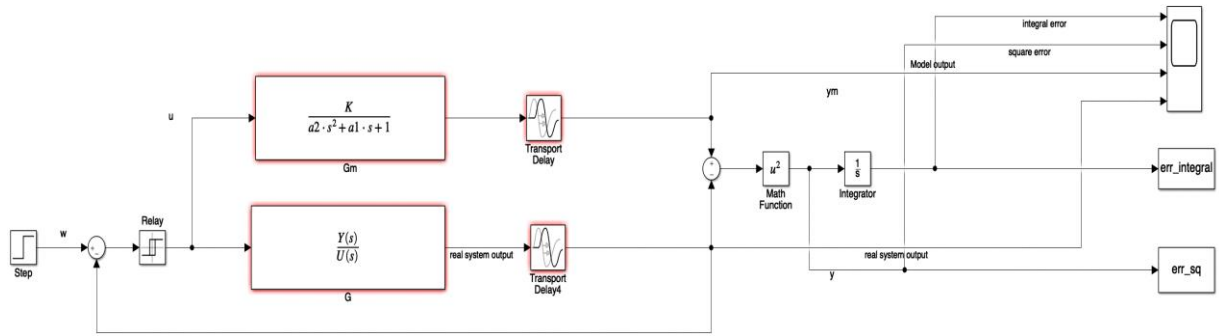 integral error
square error
Model output
ym
u
K
a2 · s² + a1 · s + 1
Gm
Transport
Delay
+
−
u²
Math
Function
1
s
Integrator
err_integral
Step
w
+
−
Relay
Y(s)
U(s)
G
real system output
Transport
Delay4
real system output
y
err_sq